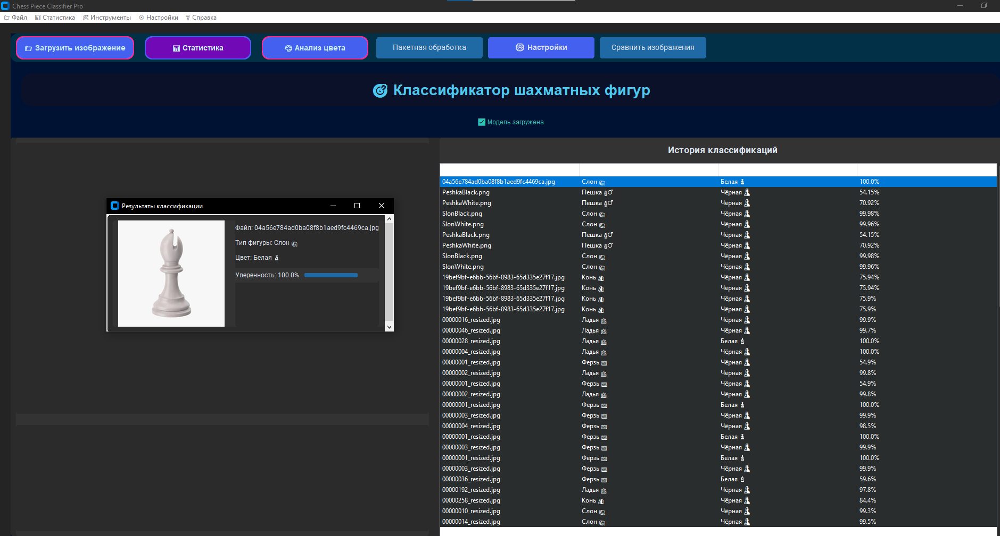 Chess Piece Classifier Pro
Файл Статистика Инструменты Настройки Справка
Загрузить изображение Статистика Анализ цвета Пакетная обработка Настройки Сравнить изображения
Классификатор шахматных фигур
Модель загружена
Результаты классификации
Файл: 04a56e784ad0ba08f8b1aed9fc4469ca.jpg
Тип фигуры: Слон
Цвет: Белая
Уверенность: 100.0%
История классификаций
04a56e784ad0ba08f8b1aed9fc4469ca.jpg Слон Белая 100.0%
PeshkaBlack.png Пешка Чёрная 54.15%
PeshkaWhite.png Пешка Чёрная 70.92%
SlonBlack.png Слон Чёрная 99.98%
SlonWhite.png Слон Чёрная 99.96%
PeshkaBlack.png Пешка Чёрная 54.15%
PeshkaWhite.png Пешка Чёрная 70.92%
SlonBlack.png Слон Чёрная 99.98%
SlonWhite.png Слон Чёрная 99.96%
19bef9bf-e6bb-56bf-8983-65d335e27f17.jpg Конь Чёрная 75.94%
19bef9bf-e6bb-56bf-8983-65d335e27f17.jpg Конь Чёрная 75.94%
19bef9bf-e6bb-56bf-8983-65d335e27f17.jpg Конь Чёрная 75.9%
19bef9bf-e6bb-56bf-8983-65d335e27f17.jpg Конь Чёрная 75.9%
00000016_resized.jpg Ладья Чёрная 99.9%
00000046_resized.jpg Ладья Чёрная 99.7%
00000028_resized.jpg Ладья Белая 100.0%
00000004_resized.jpg Ладья Чёрная 100.0%
00000001_resized.jpg Ферзь Чёрная 54.9%
00000002_resized.jpg Ладья Чёрная 99.8%
00000001_resized.jpg Ферзь Чёрная 54.9%
00000002_resized.jpg Ладья Чёрная 99.8%
00000001_resized.jpg Ферзь Белая 100.0%
00000003_resized.jpg Ферзь Чёрная 99.9%
00000004_resized.jpg Ферзь Чёрная 98.5%
00000001_resized.jpg Ферзь Белая 100.0%
00000003_resized.jpg Ферзь Чёрная 99.9%
00000001_resized.jpg Ферзь Белая 100.0%
00000003_resized.jpg Ферзь Чёрная 99.9%
00000036_resized.jpg Ферзь Белая 59.6%
00000192_resized.jpg Ладья Чёрная 97.8%
00000258_resized.jpg Конь Чёрная 84.4%
00000010_resized.jpg Слон Чёрная 99.3%
00000014_resized.jpg Слон Чёрная 99.5%